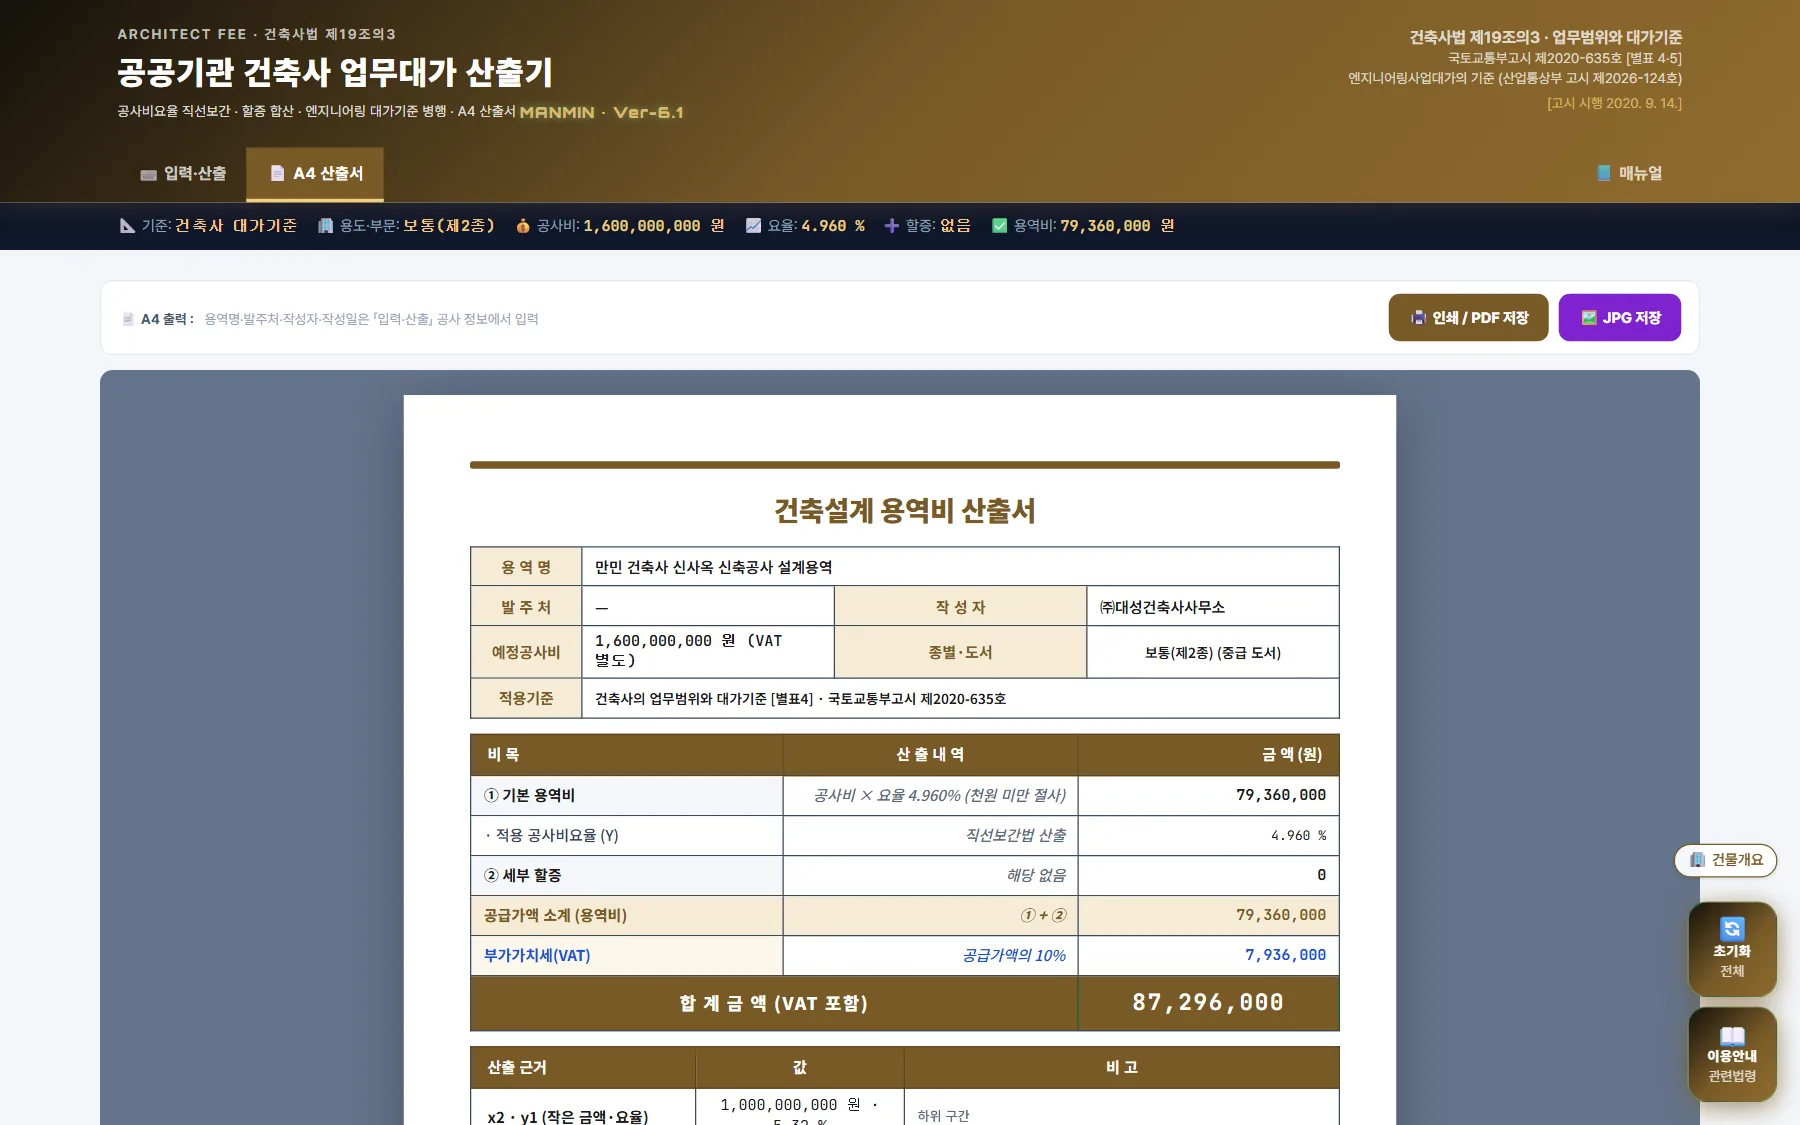 ARCHITECT FEE · 건축사법 제19조의3
공공기관 건축사 업무대가 산출기
공사비요율 직선보간 · 할증 합산 · 엔지니어링 대가기준 병행 · A4 산출서 MANMIN · Ver-6.1
건축사법 제19조의3 · 업무범위와 대가기준
국토교통부고시 제2020-635호 [별표 4·5]
엔지니어링사업대가의 기준 (산업통상부 고시 제2026-124호)
[고시 시행 2020. 9. 14.]
입력·산출
A4 산출서
매뉴얼
기준: 건축사 대가기준 용도·부문: 보통(제2종) 공사비: 1,600,000,000 원 요율: 4.960 % 할증: 없음 용역비: 79,360,000 원
A4 출력 : 용역명·발주처·작성자·작성일은 「입력·산출」 공사 정보에서 입력
인쇄 / PDF 저장
JPG 저장
건축설계 용역비 산출서
용 역 명 만민 건축사 신사옥 신축공사 설계용역
발 주 처 — 작 성 자 ㈜대성건축사사무소
예정공사비 1,600,000,000 원 (VAT 별도) 종별·도서 보통(제2종) (중급 도서)
적용기준 건축사의 업무범위와 대가기준 [별표4] · 국토교통부고시 제2020-635호
비 목 산 출 내 역 금 액 (원)
① 기본 용역비 공사비 × 요율 4.960% (천원 미만 절사) 79,360,000
· 적용 공사비요율 (Y) 직선보간법 산출 4.960 %
② 세부 할증 해당 없음 0
공급가액 소계 (용역비) ① + ② 79,360,000
부가가치세(VAT) 공급가액의 10% 7,936,000
합 계 금 액 (VAT 포함) 87,296,000
산출 근거 값 비 고
x2 · y1 (작은 금액·요율) 1,000,000,000 원 · 5.32 % 하위 구간
건물개요
초기화
전체
이용안내
관련법령